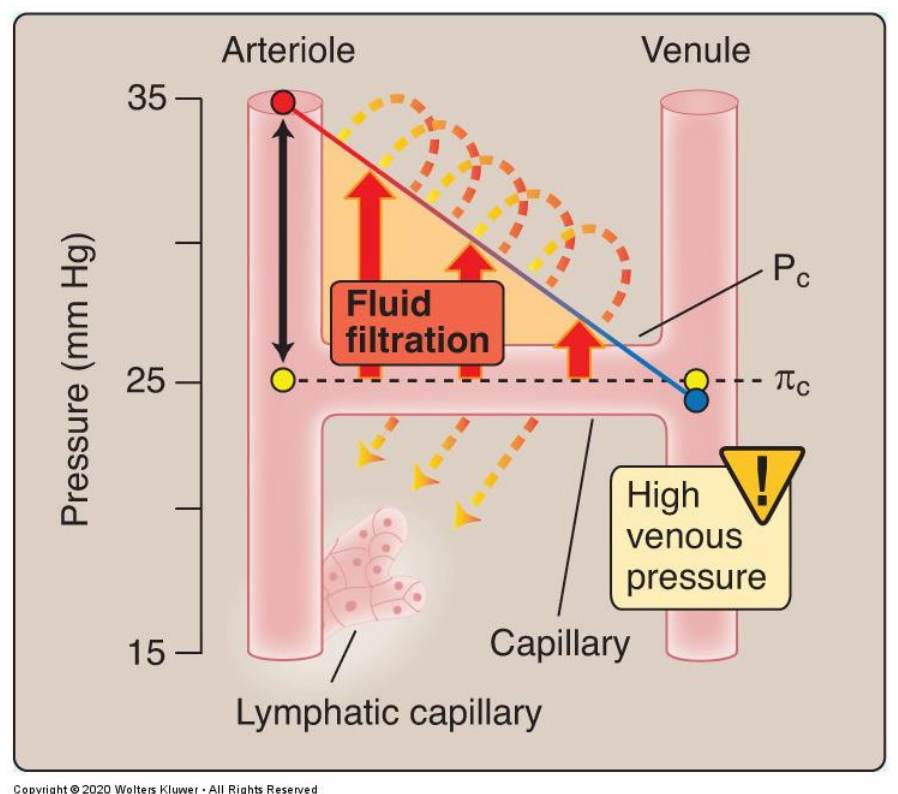 Arteriole
Venule
35
25
15
Pressure (mm Hg)
Fluid
filtration
Pc
πc
!
High
venous
pressure
Capillary
Lymphatic capillary
Copyright © 2020 Wolters Kluwer • All Rights Reserved